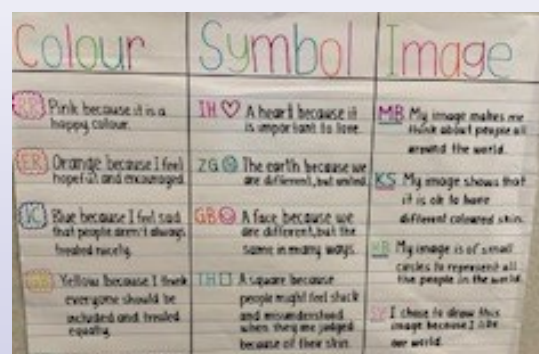 Colour
RR Pink because it is a
happy colour.
ER Orange because I feel
hopeful and encouraged.
Blue because I feel sad
that people aren't always
treated nicely.
Yellow because I think
everyone should be
included and treated
equally.
Symbol
IH A heart because it
is important to love.
ZG The earth because we
are different, but united.
GB A face because we
are different, but the
same in many ways.
TH A square because
people might feel stuck
and misunderstood
when they are judged
because of their skin.
Image
MB My image makes me
think about people all
around the world.
KS My image shows that
it is ok to have
different coloured skin.
My image is of small
circles to represent all
the people in the world.
I chose to draw this
image because I
our world.